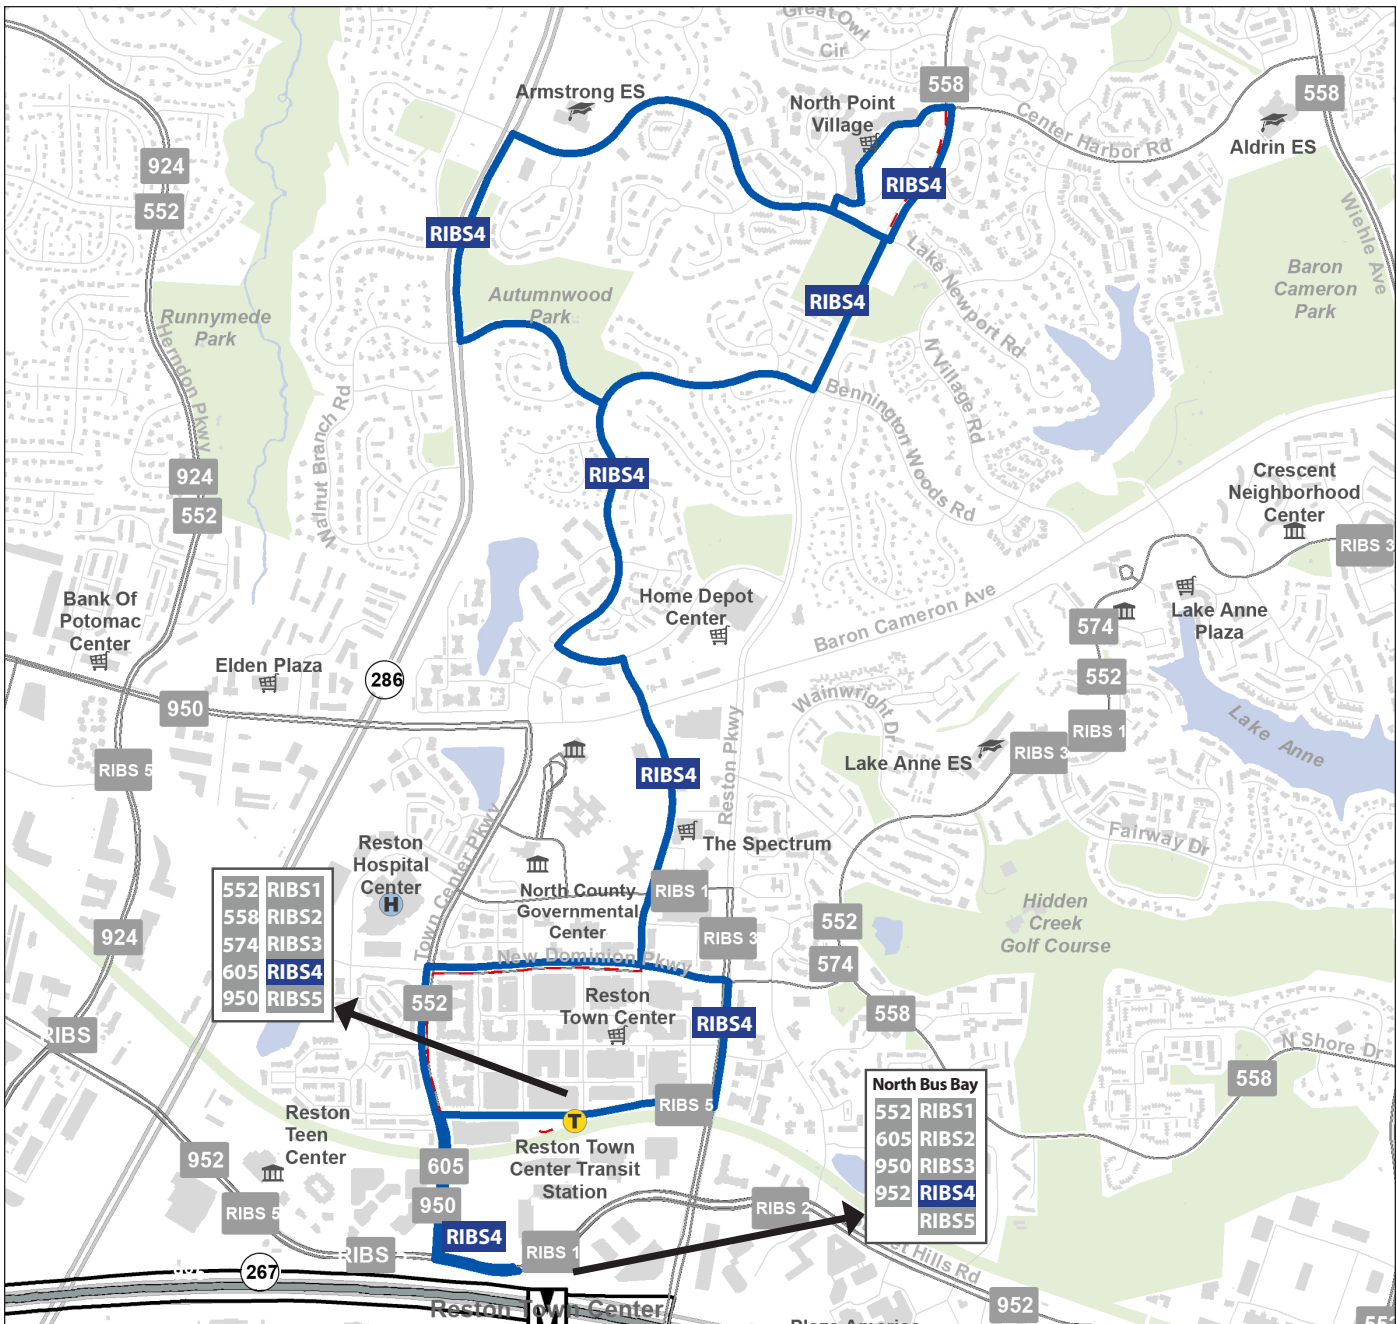 Great Owl
Cir
558
Armstrong ES
North Point
Village
Center Harbor Rd
558
Aldrin ES
924
552
RIBS4
RIBS4
Wiehle Ave
Lake Newport Rd
Baron
Cameron
Park
Autumnwood
Park
RIBS4
Runnymede
Park
Herndon Pkwy
N Village Rd
Bennington Woods Rd
Walnut Branch Rd
924
552
RIBS4
Crescent
Neighborhood
Center
RIBS 3
Bank Of
Potomac
Center
Home Depot
Center
Baron Cameron Ave
574
Lake Anne
Plaza
Elden Plaza
286
552
950
Wainwright Dr
Reston Pkwy
RIBS 1
Lake Anne
RIBS 3
Lake Anne ES
RIBS 5
RIBS4
Town Center Pkwy
Reston
Hospital
Center
H
The Spectrum
Fairway Dr
552 RIBS1
558 RIBS2
574 RIBS3
605 RIBS4
950 RIBS5
North County
Governmental
Center
RIBS 1
Hidden
Creek
Golf Course
924
RIBS 3
552
574
New Dominion Pkwy
552
Reston
Town Center
RIBS4
558
RIBS
N Shore Dr
558
North Bus Bay
552 RIBS1
605 RIBS2
950 RIBS3
952 RIBS4
RIBS5
RIBS 5
T
Reston
Teen
Center
Reston Town
Center Transit
Station
952
605
950
RIBS 5
RIBS 2
RIBS4
RIBS
RIBS 1
et Hills Rd
267
952
Reston Town Center
M
Plaza America